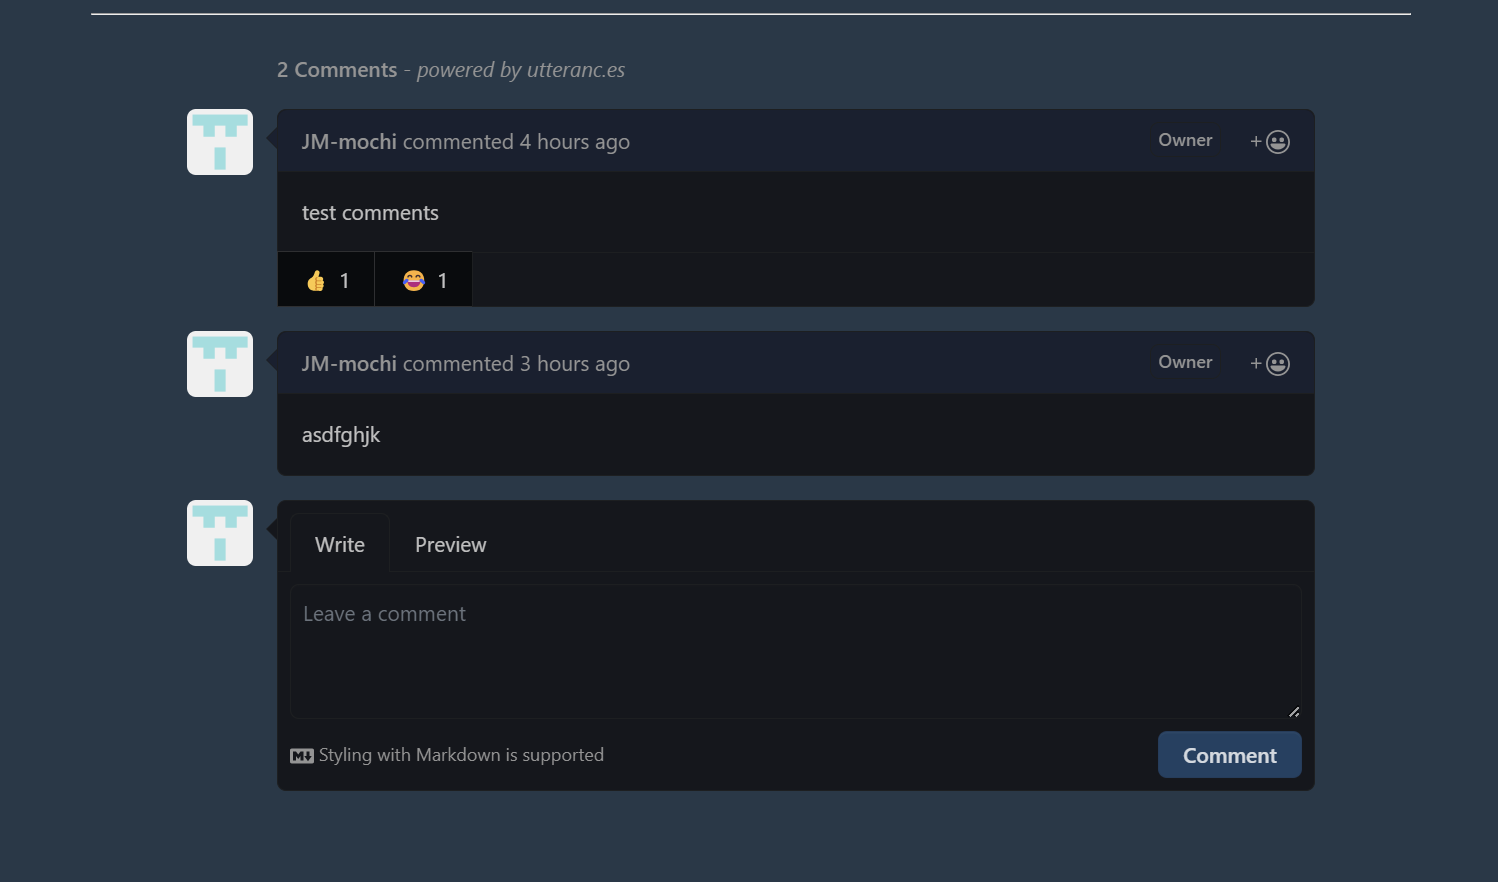 2 Comments - powered by utteranc.es
JM-mochi commented 4 hours ago Owner +
test comments
👍 1 😂 1
JM-mochi commented 3 hours ago Owner +
asdfghjk
Write Preview
Leave a comment
M Styling with Markdown is supported Comment